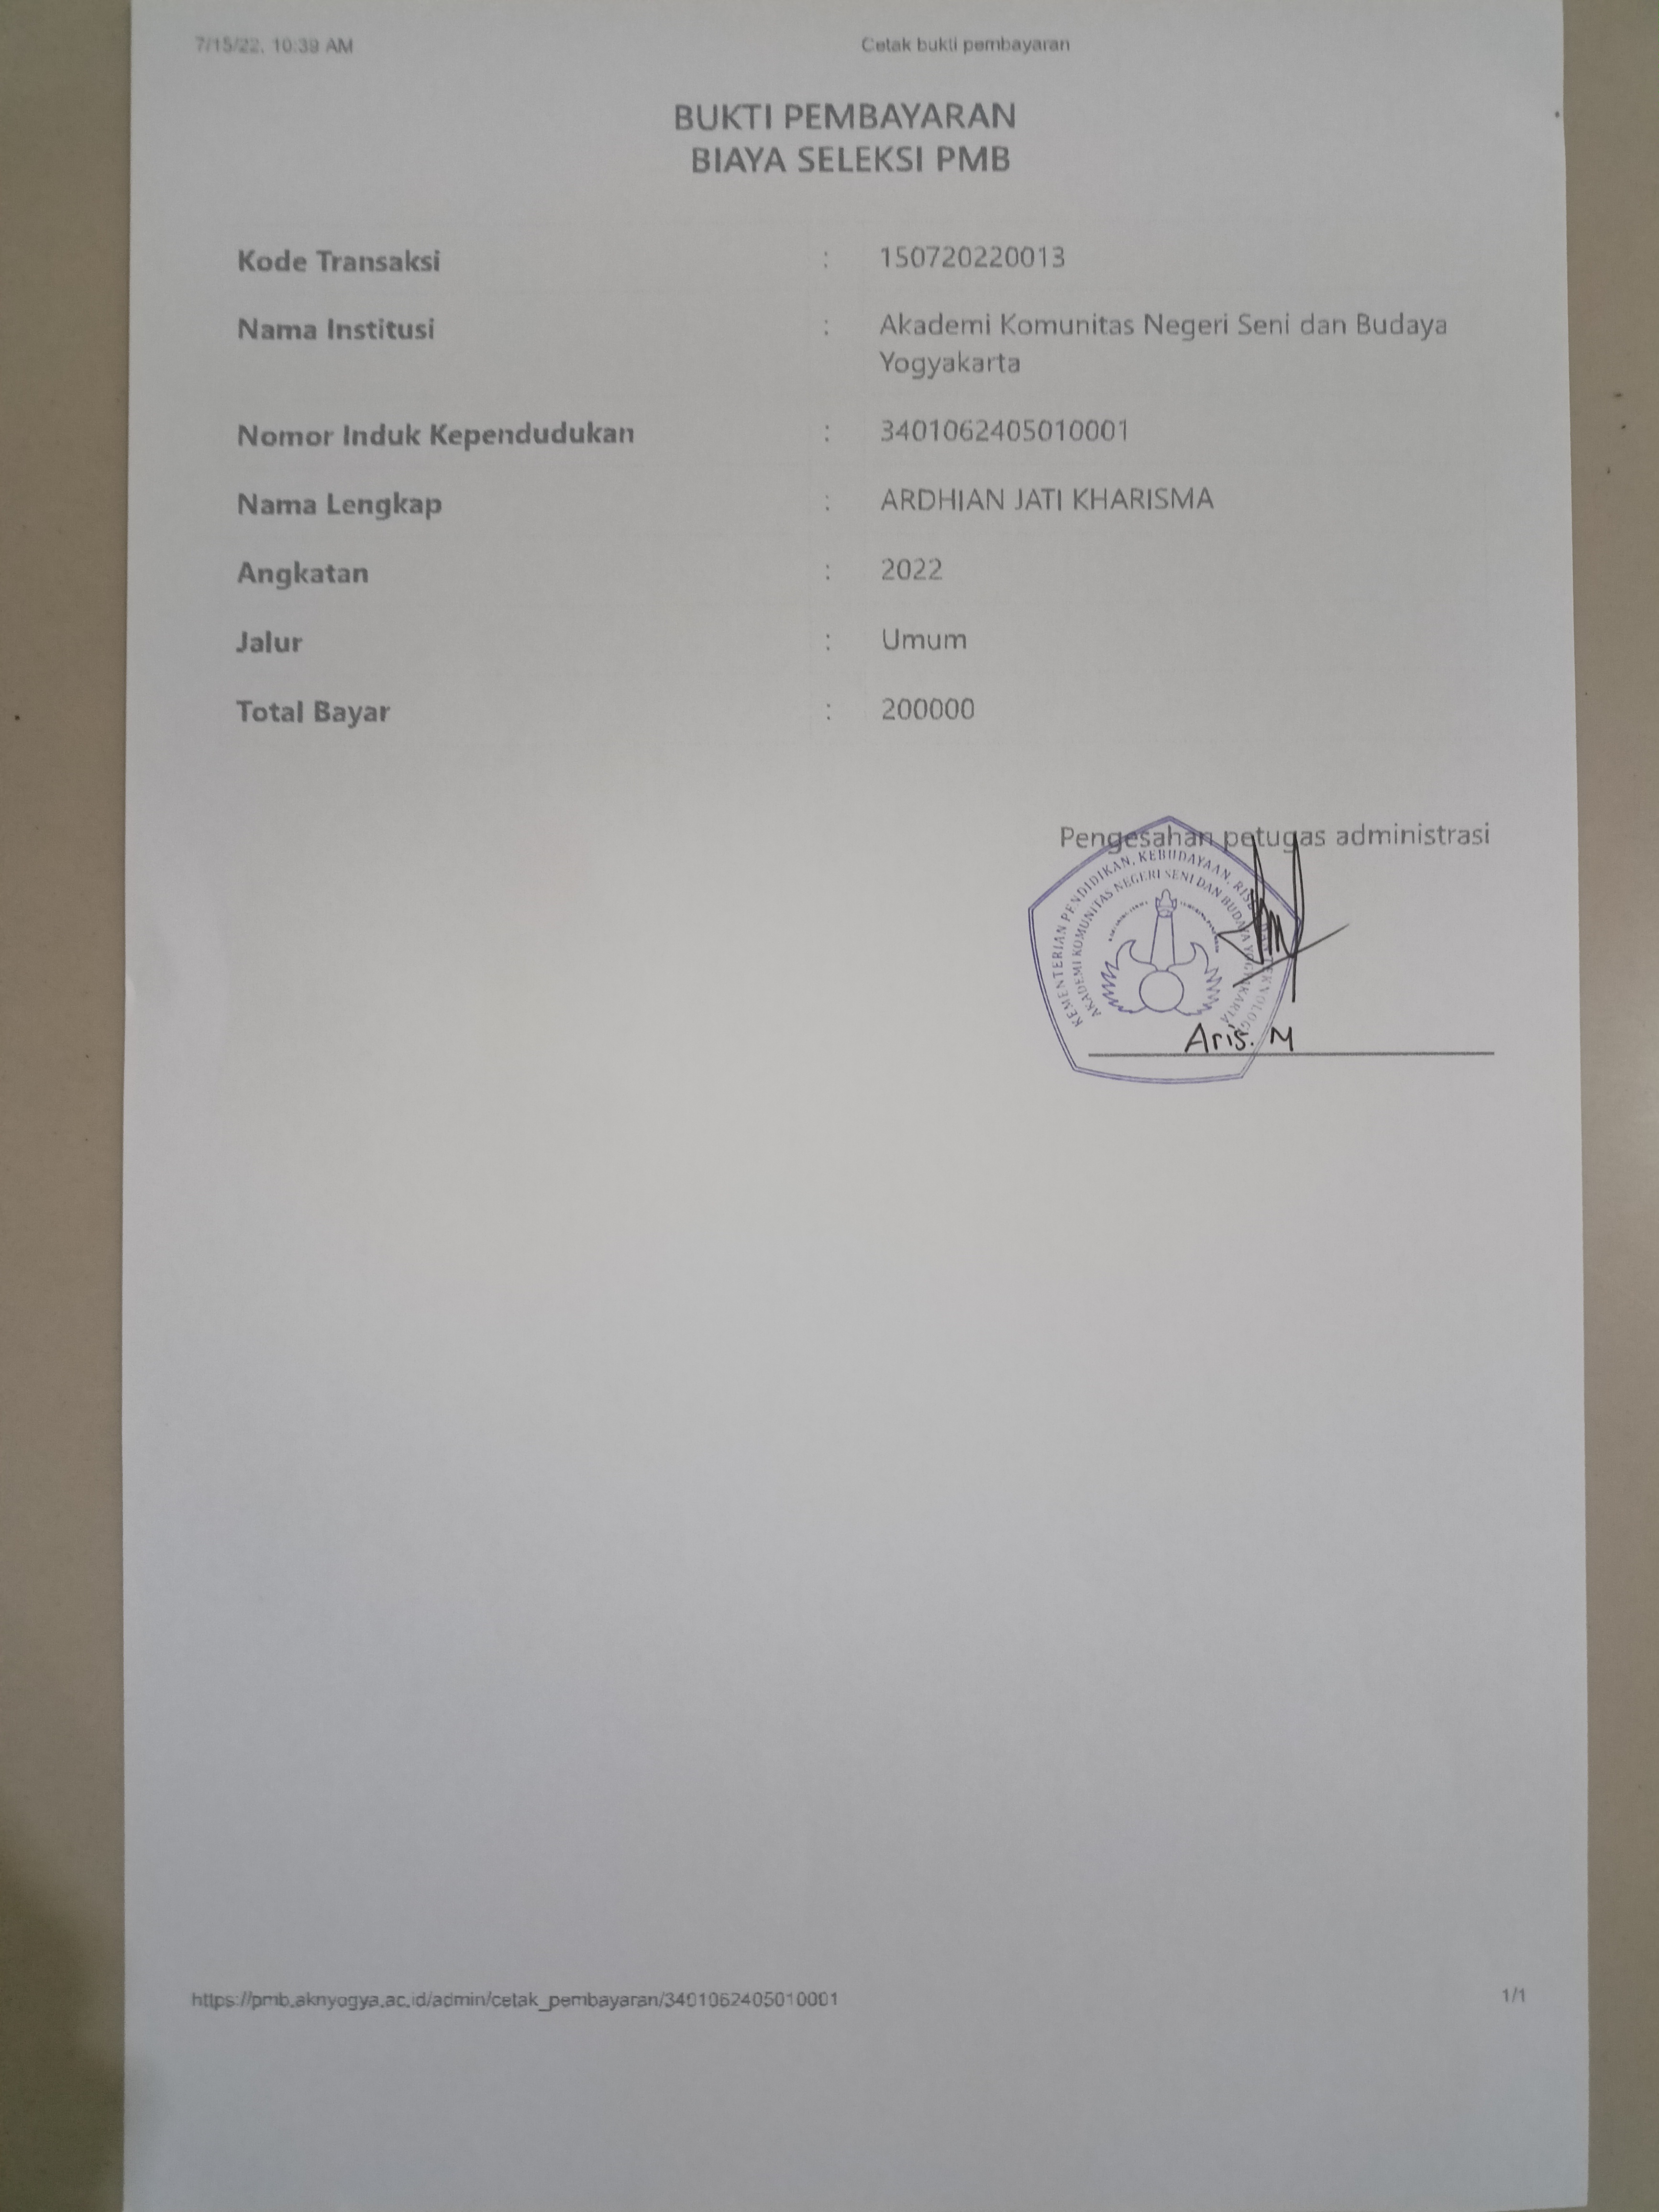 7/15/22, 10:39 AM
Cetak bukti pembayaran
BUKTI PEMBAYARAN
BIAYA SELEKSI PMB
Kode Transaksi : 150720220013
Nama Institusi : Akademi Komunitas Negeri Seni dan Budaya
Yogyakarta
Nomor Induk Kependudukan : 3401062405010001
Nama Lengkap : ARDHIAN JATI KHARISMA
Angkatan : 2022
Jalur : Umum
Total Bayar : 200000
Pengesahan petugas administrasi
KEMENTERIAN PENDIDIKAN, KEBUDAYAAN, RISET DAN TEKNOLOGI
AKADEMI KOMUNITAS NEGERI SENI DAN BUDAYA YOGYAKARTA
Aris. M
https://pmb.aknyogya.ac.id/admin/cetak_pembayaran/3401062405010001
1/1